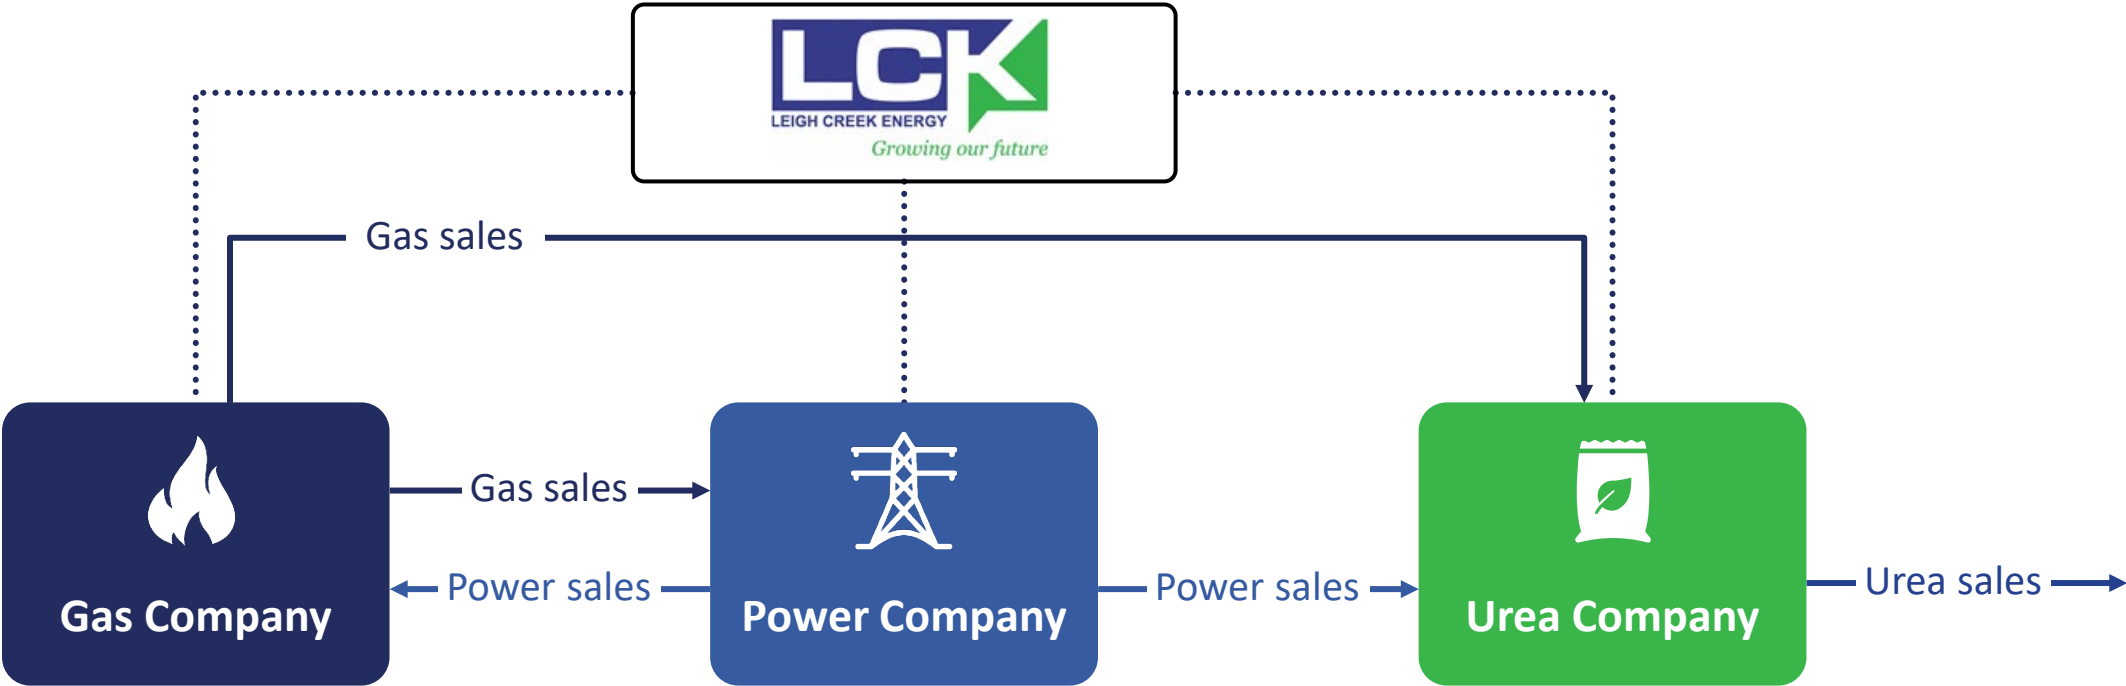 LCK
LEIGH CREEK ENERGY
Growing our future
Gas sales
Gas sales
Power sales
Power sales
Urea sales
Gas Company
Power Company
Urea Company